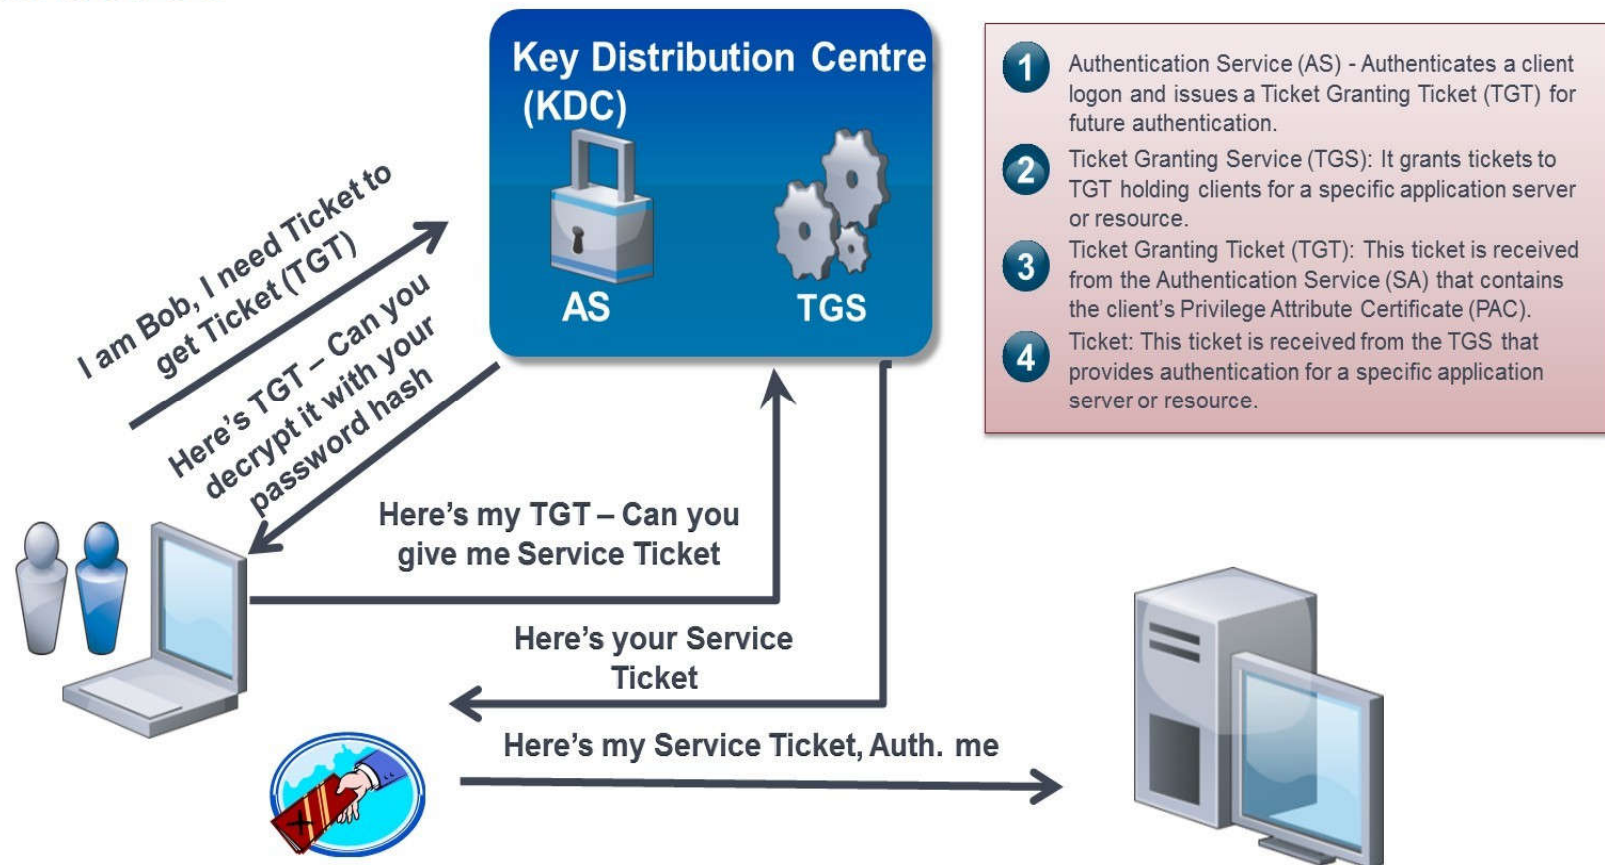 Key Distribution Centre
(KDC)
AS
TGS
I am Bob, I need Ticket to
get Ticket (TGT)
Here's TGT – Can you
decrypt it with your
password hash
Here's my TGT – Can you
give me Service Ticket
Here's your Service
Ticket
Here's my Service Ticket, Auth. me
1
Authentication Service (AS) - Authenticates a client
logon and issues a Ticket Granting Ticket (TGT) for
future authentication.
2
Ticket Granting Service (TGS): It grants tickets to
TGT holding clients for a specific application server
or resource.
3
Ticket Granting Ticket (TGT): This ticket is received
from the Authentication Service (SA) that contains
the client's Privilege Attribute Certificate (PAC).
4
Ticket: This ticket is received from the TGS that
provides authentication for a specific application
server or resource.